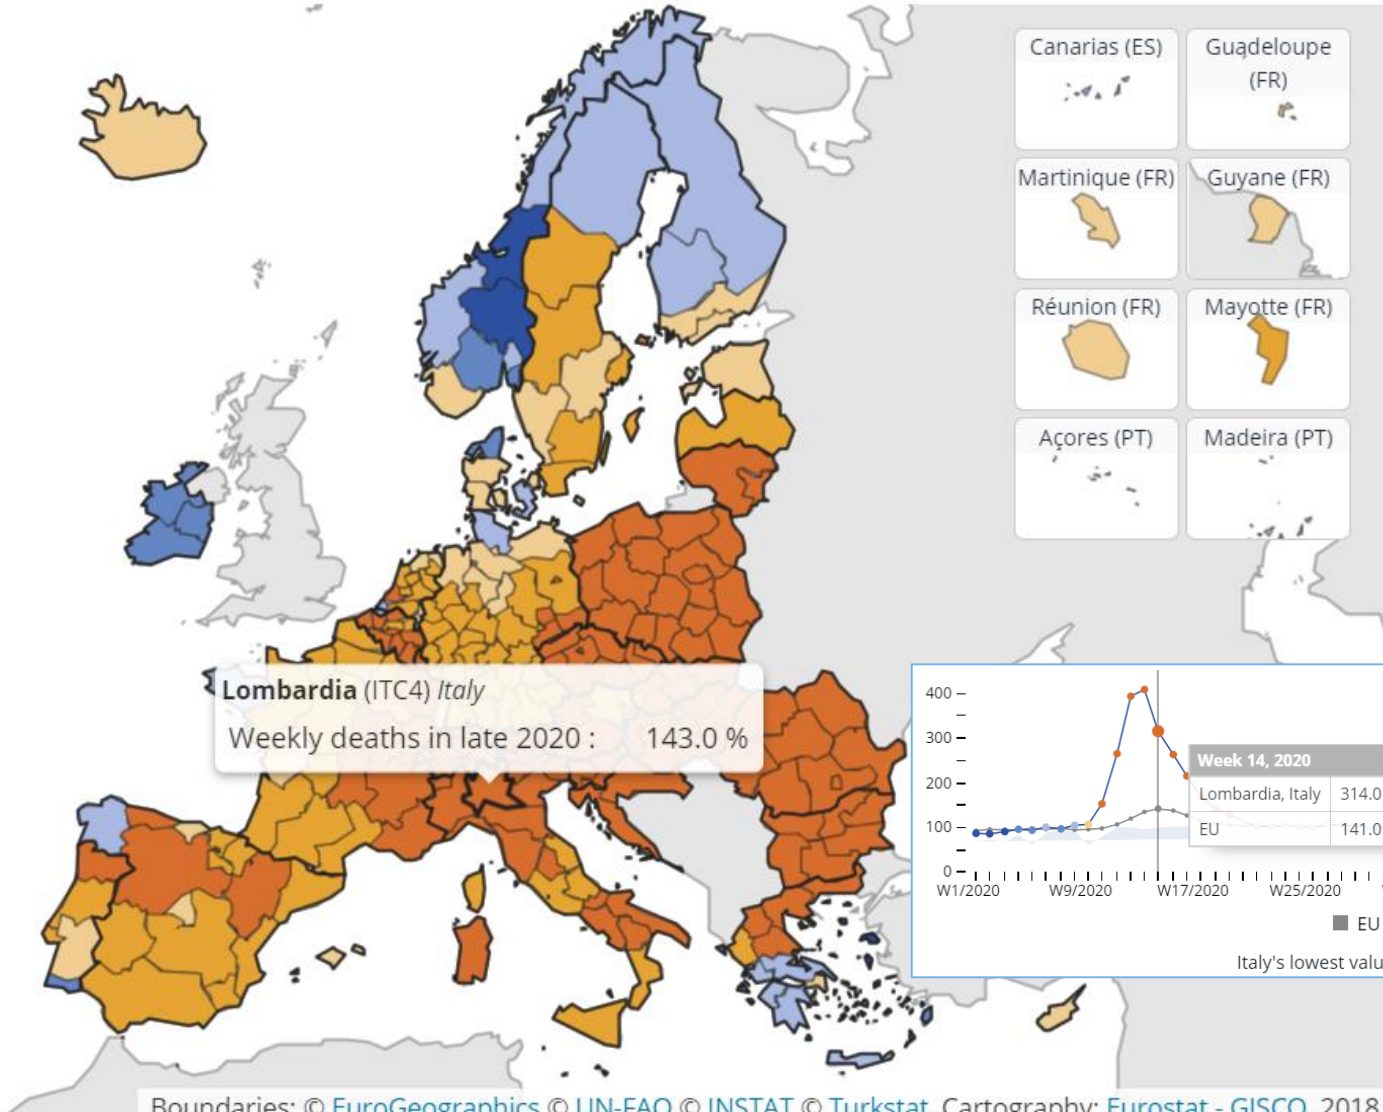 Canarias (ES)
Guadeloupe
(FR)
Martinique (FR)
Guyane (FR)
Réunion (FR)
Mayotte (FR)
Açores (PT)
Madeira (PT)
Lombardia (ITC4) Italy
Weekly deaths in late 2020 : 143.0 %
400
300
200
100
0
W1/2020 W9/2020 W17/2020 W25/2020
Week 14, 2020
Lombardia, Italy 314.0
EU 141.0
EU
Italy's lowest valu
Boundaries: © EuroGeographics © UN-FAO © INSTAT © Turkstat, Cartography: Eurostat - GISCO, 2018